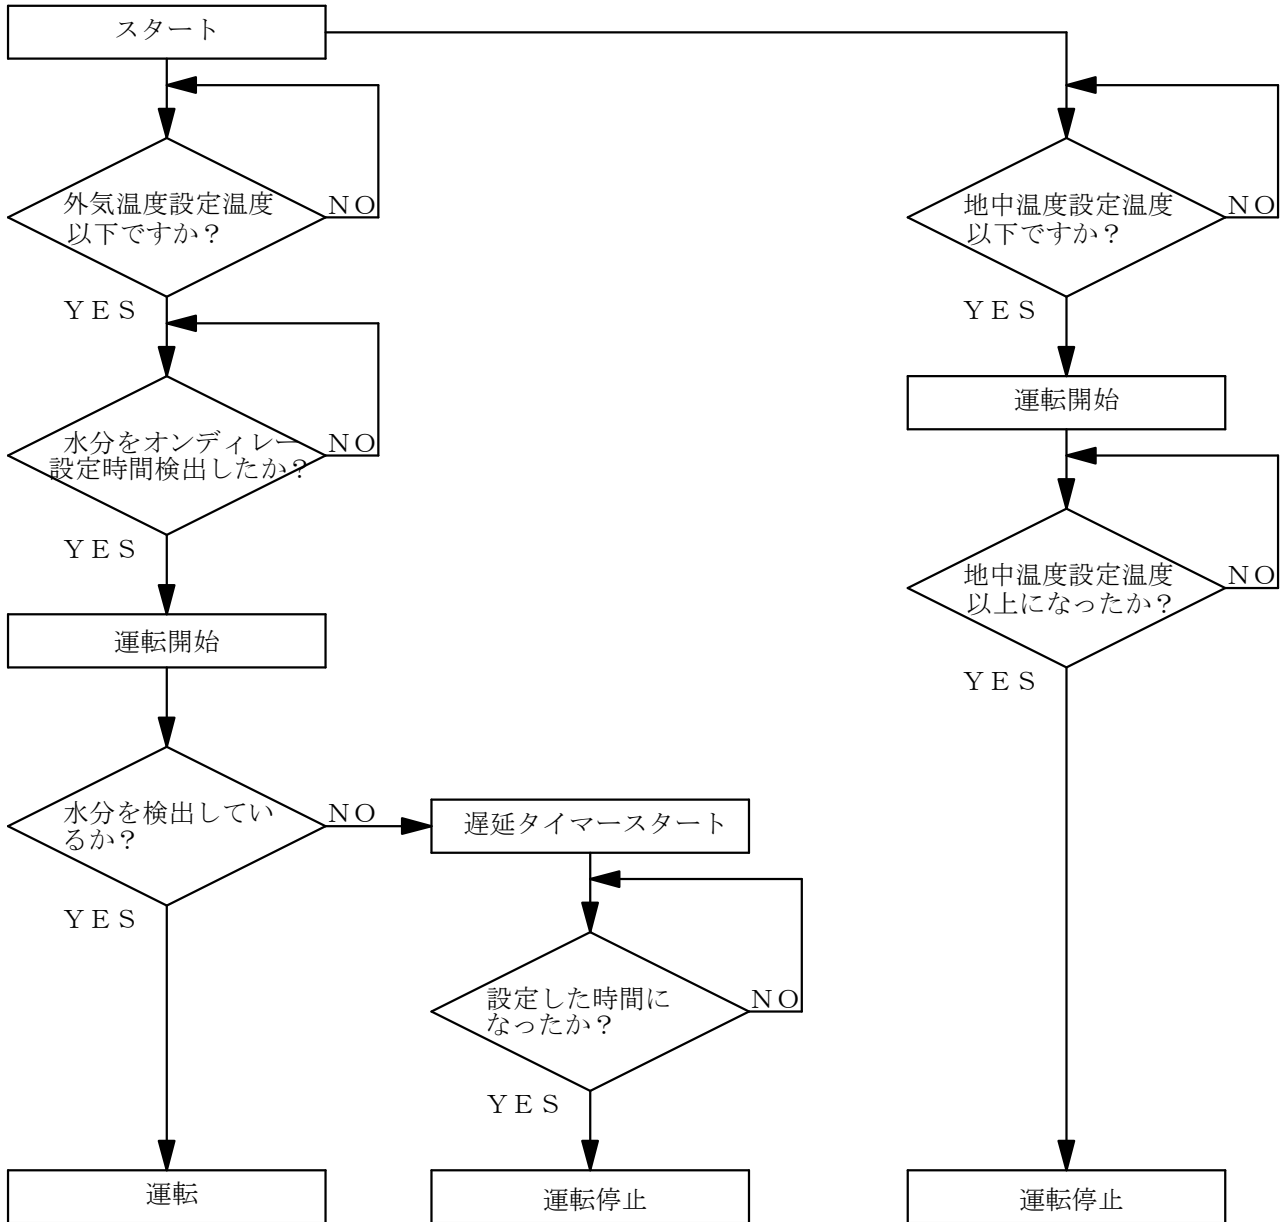 スタート
外気温度設定温度
以下ですか？
NO
YES
水分をオンディレー
設定時間検出したか？
NO
YES
運転開始
水分を検出してい
るか？
NO
YES
運転
遅延タイマースタート
設定した時間に
なったか？
NO
YES
運転停止
地中温度設定温度
以下ですか？
NO
YES
運転開始
地中温度設定温度
以上になったか？
NO
YES
運転停止